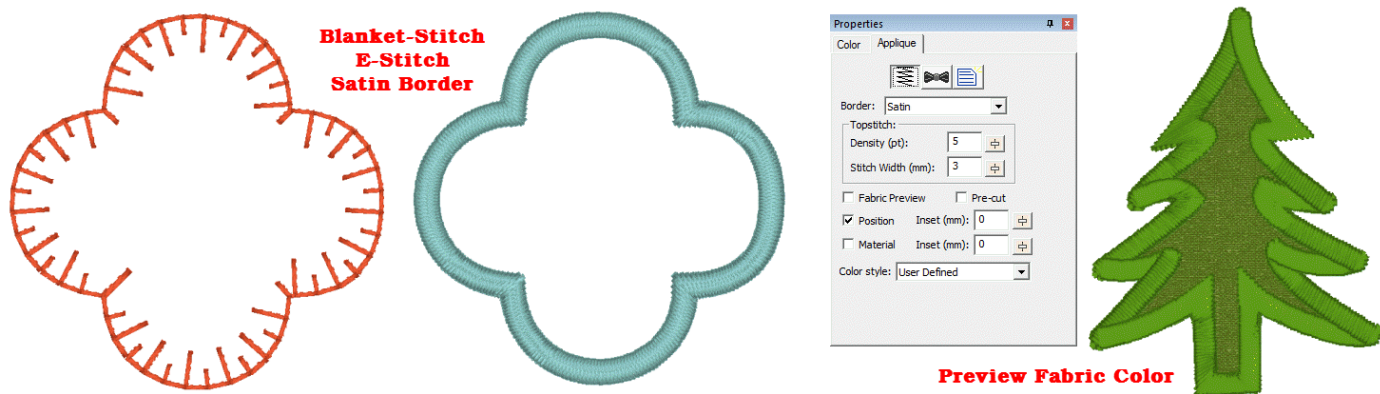 Blanket-Stitch
E-Stitch
Satin Border
Properties
Color Applique
Border: Satin
Topstitch:
Density (pt): 5
Stitch Width (mm): 3
Fabric Preview Pre-cut
Position Inset (mm): 0
Material Inset (mm): 0
Color style: User Defined
Preview Fabric Color